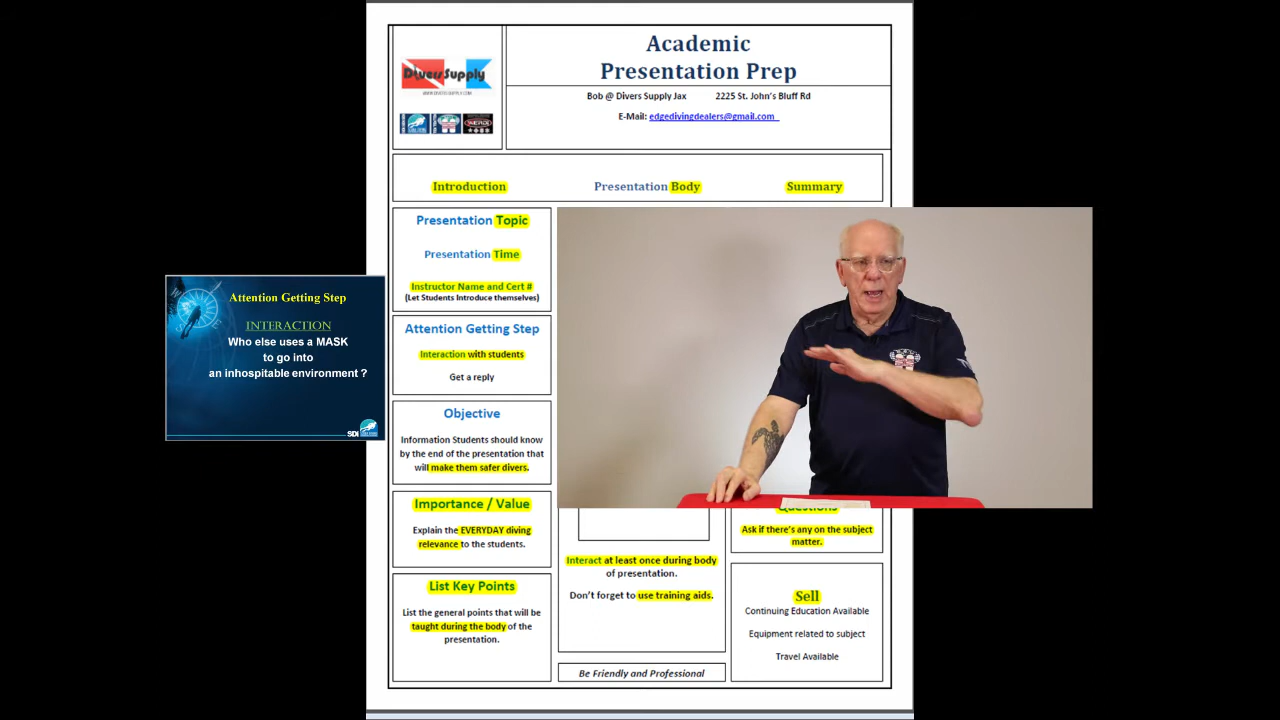 Divers Supply
WWW.DIVERSSUPPLY.COM
Academic
Presentation Prep
Bob @ Divers Supply Jax 2225 St. John's Bluff Rd
E-Mail: edgedivingdealers@gmail.com
Introduction
Presentation Body
Summary
Presentation Topic
Presentation Time
Instructor Name and Cert #
(Let Students Introduce themselves)
Attention Getting Step
Interaction with students
Get a reply
Objective
Information Students should know
by the end of the presentation that
will make them safer divers.
Importance / Value
Explain the EVERYDAY diving
relevance to the students.
List Key Points
List the general points that will be
taught during the body of the
presentation.
Attention Getting Step
INTERACTION
Who else uses a MASK
to go into
an inhospitable environment ?
SDI
Interact at least once during body
of presentation.
Don't forget to use training aids.
Be Friendly and Professional
Questions
Ask if there's any on the subject
matter.
Sell
Continuing Education Available
Equipment related to subject
Travel Available